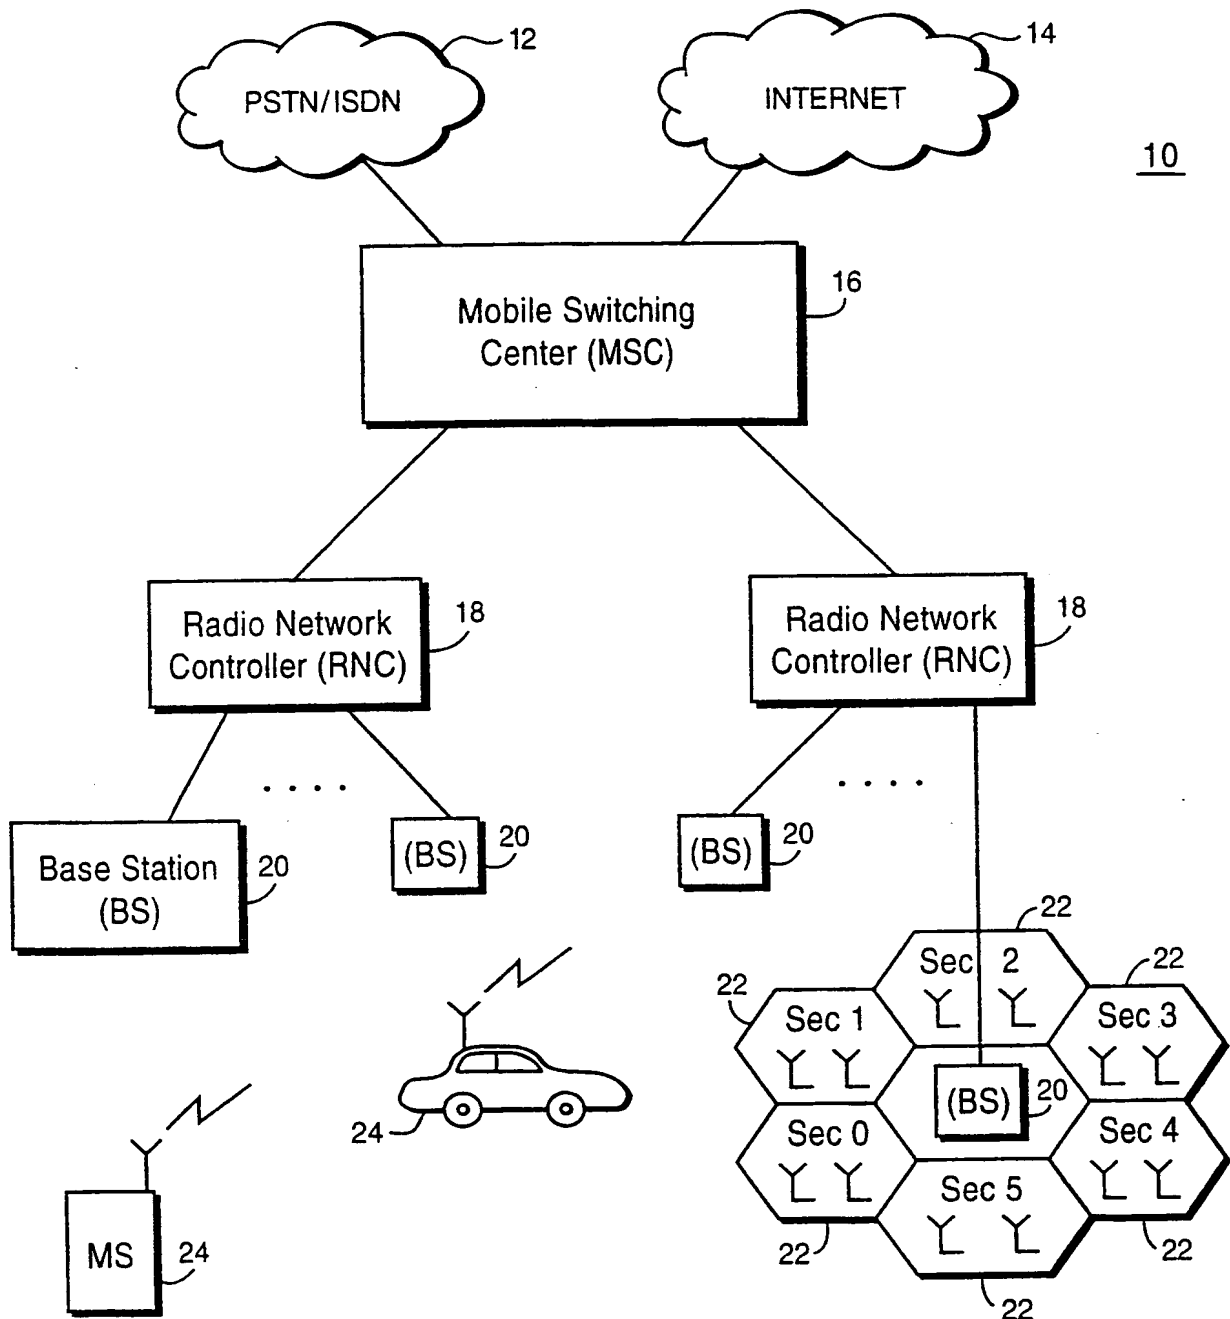 12
PSTN/ISDN
14
INTERNET
10
16
Mobile Switching
Center (MSC)
18
Radio Network
Controller (RNC)
18
Radio Network
Controller (RNC)
. . . .
. . . .
Base Station
(BS)
20
(BS)
20
(BS)
20
22
Sec 2
22
22
Sec 1
Sec 3
(BS)
20
24
Sec 0
Sec 4
Sec 5
22
22
22
MS
24